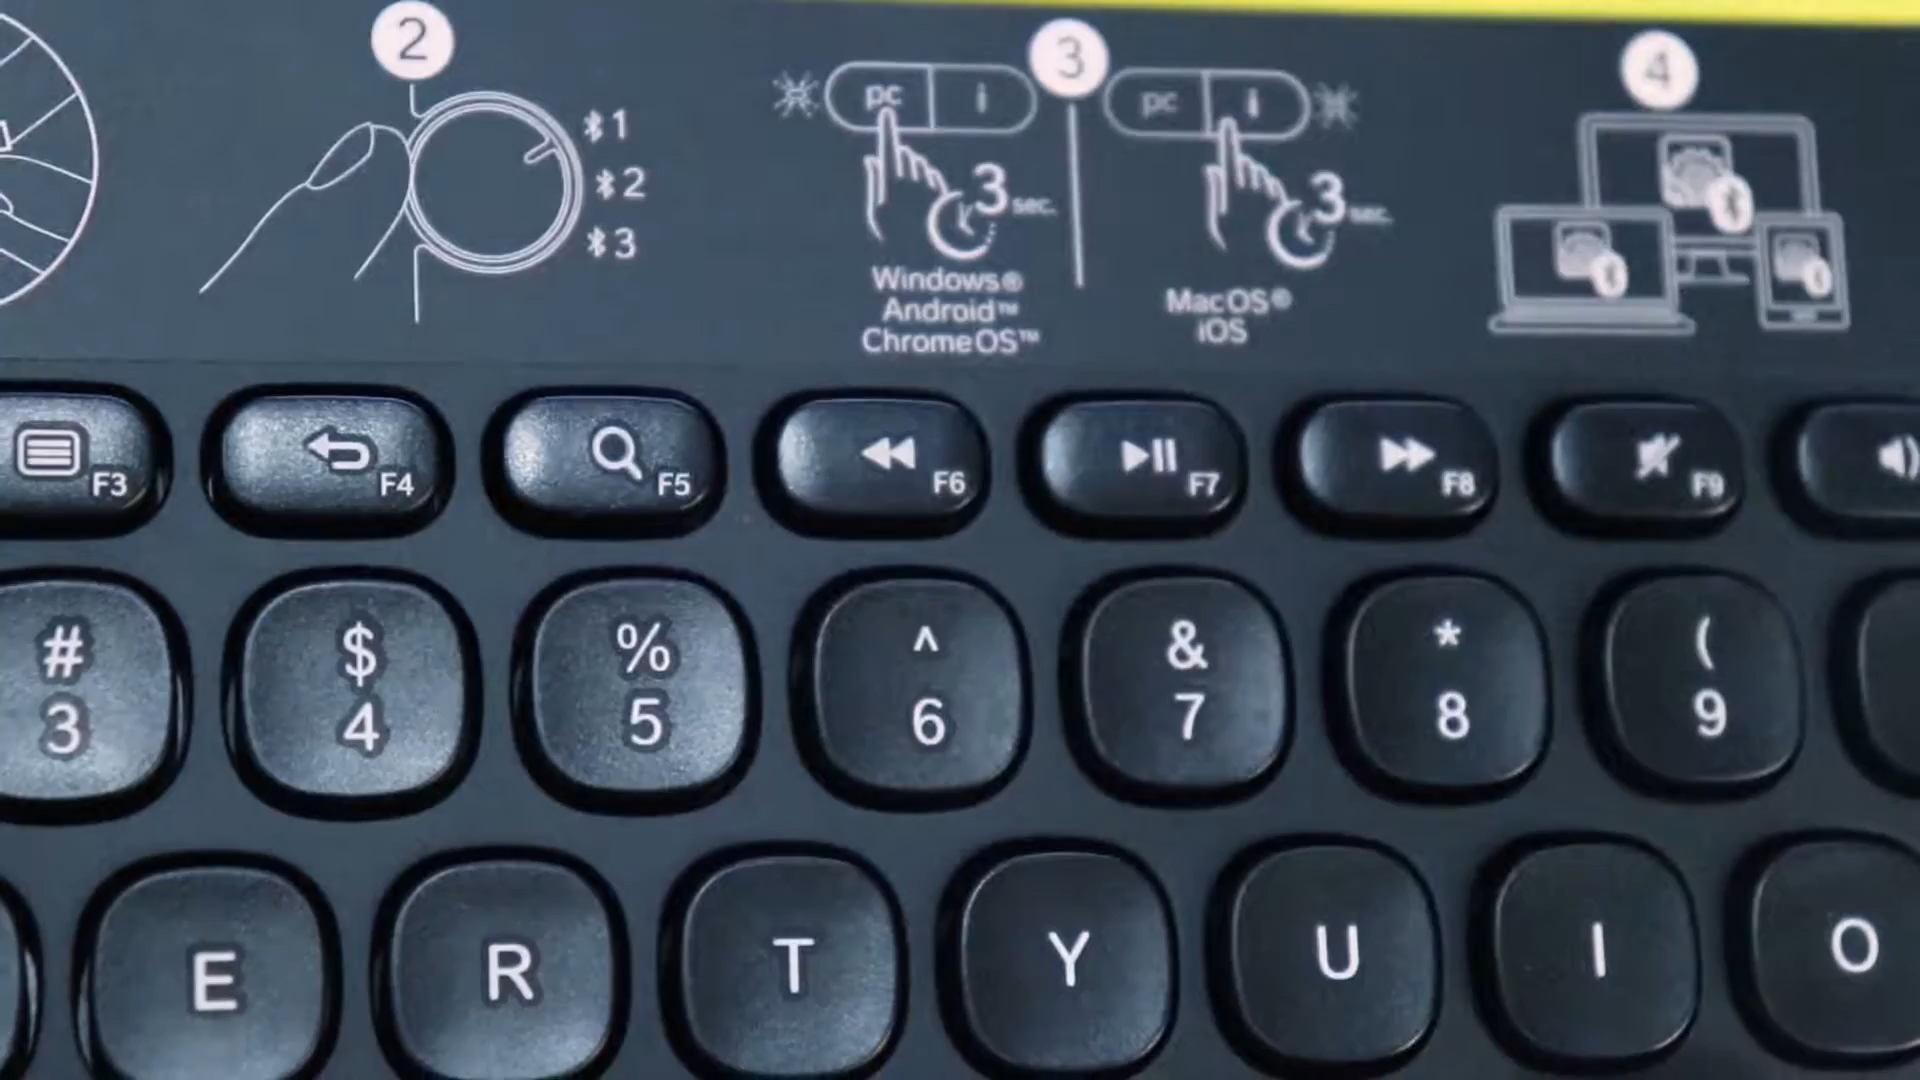 2
1
2
3
3
pc i
3 sec.
Windows®
Android™
ChromeOS™
pc i
3 sec.
MacOS®
iOS
4
F3 F4 F5 F6 F7 F8 F9
# $ % ^ & * (
3 4 5 6 7 8 9
E R T Y U I O